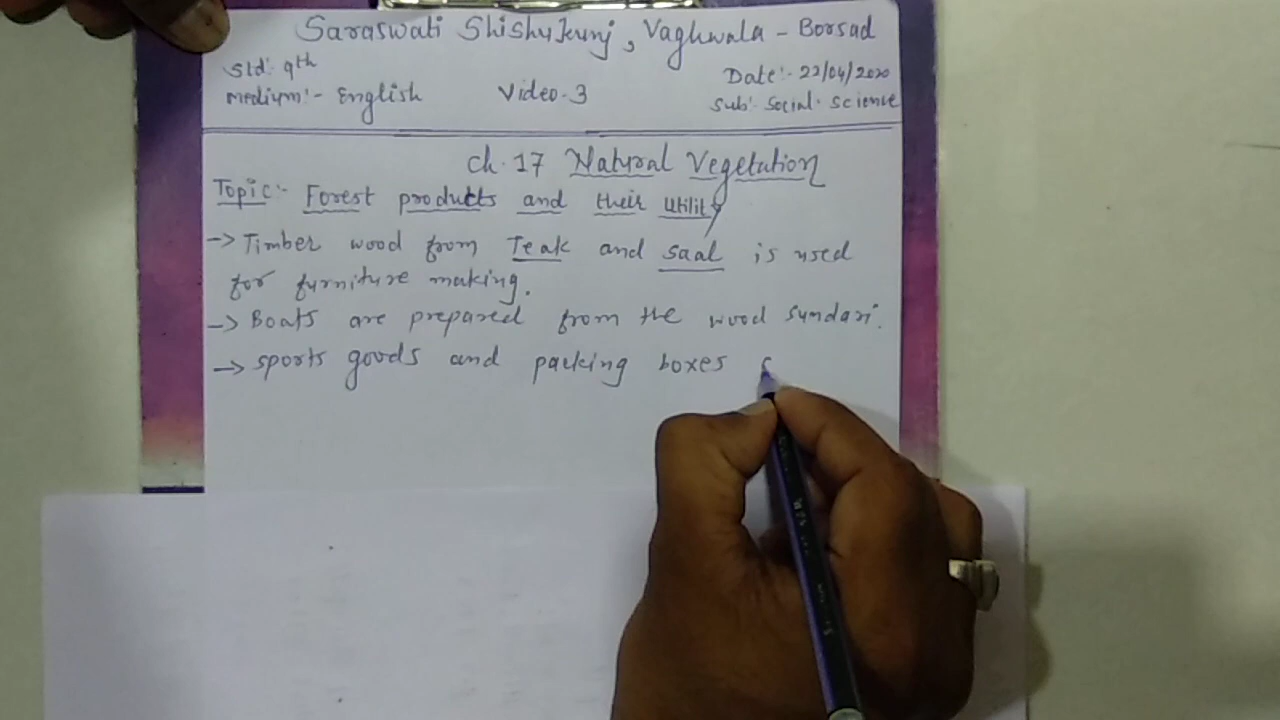 Saraswati Shishukunj, Vaghwala - Borsad
Std: 9th
Date:- 22/04/2020
Medium:- English Video-3 Sub: Social Science
Ch. 17 Natural Vegetation
Topic:- Forest products and their Utility
-> Timber wood from Teak and Saal is used
for furniture making.
-> Boats are prepared from the wood Sundari.
-> Sports goods and packing boxes